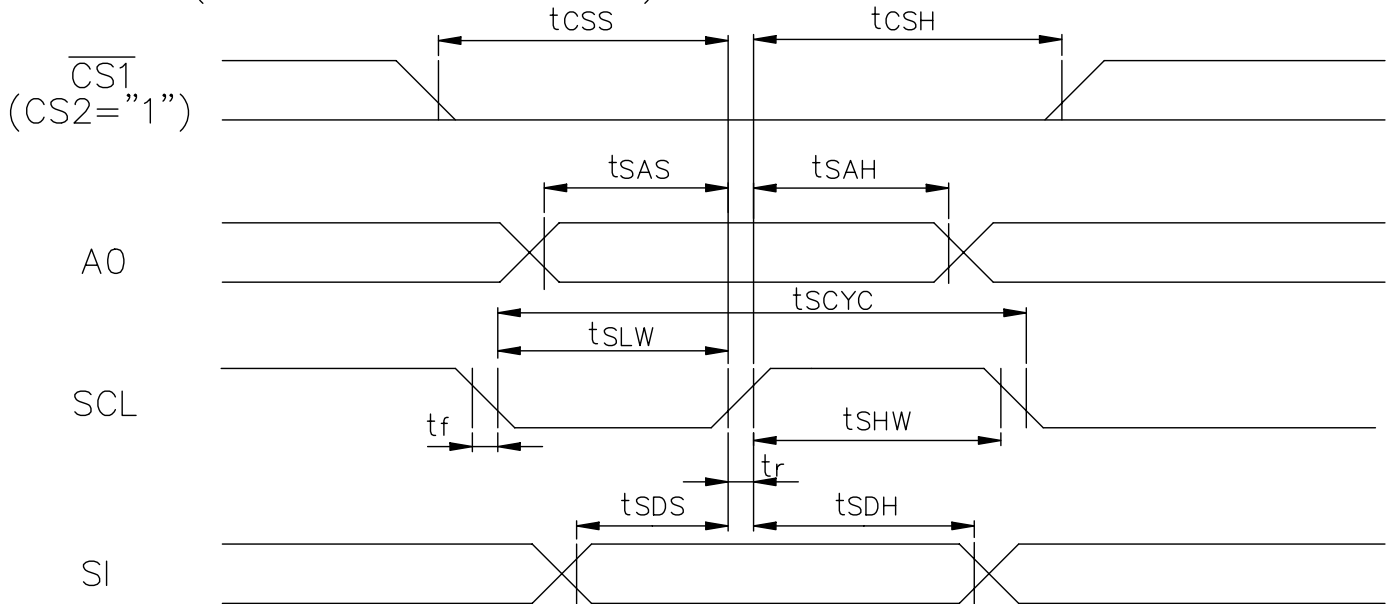 tCSS
tCSH
CS1
(CS2="1")
tSAS
tSAH
A0
tSCYC
tSLW
SCL
tf
tSHW
tr
tSDS
tSDH
SI